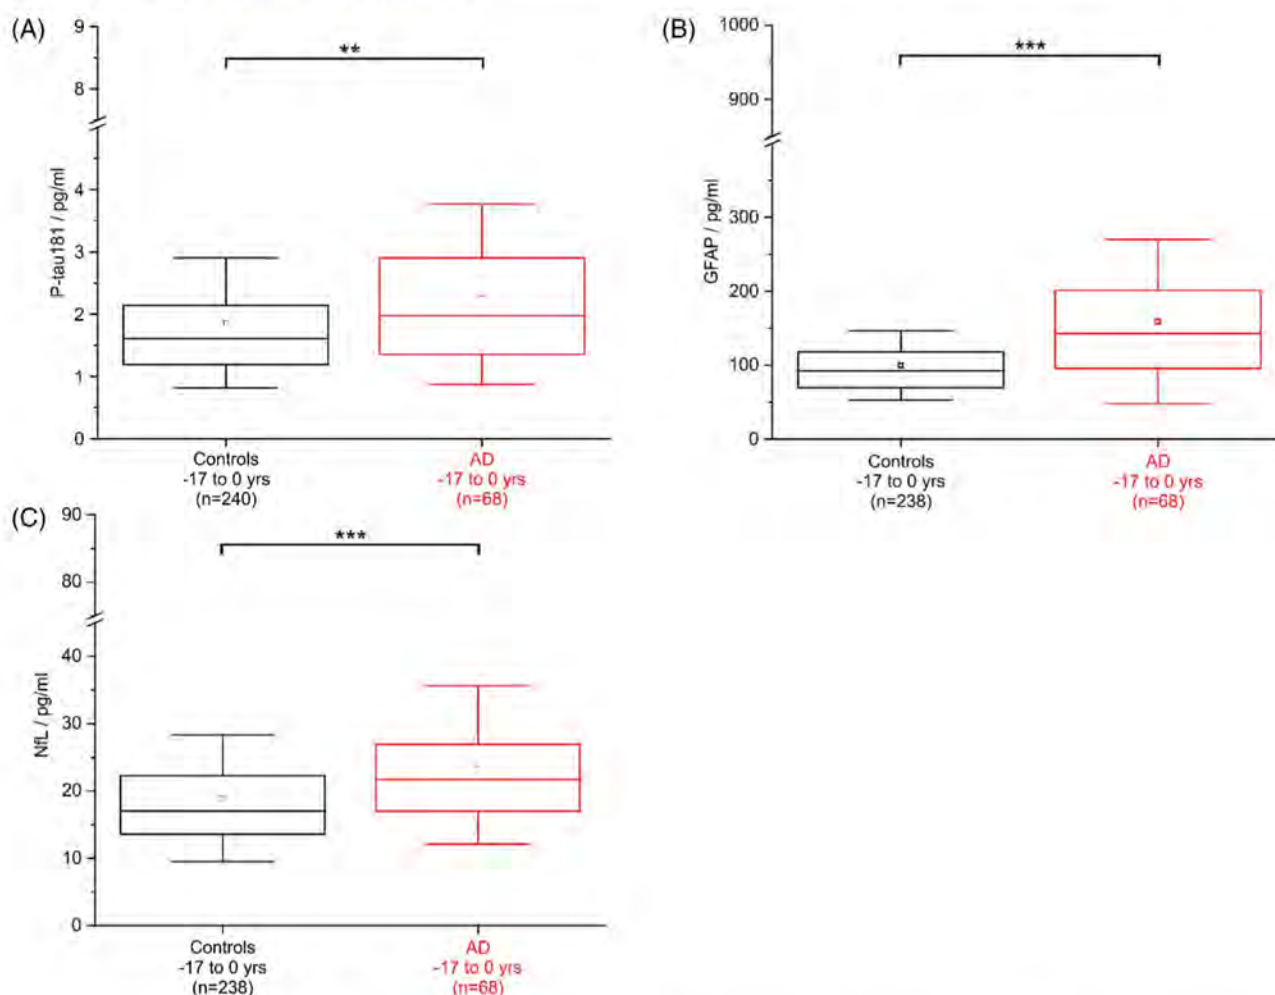 (A)
9
8
4
3
2
1
0
P-tau181 / pg/ml
**
Controls
-17 to 0 yrs
(n=240)
AD
-17 to 0 yrs
(n=68)
(B)
1000
900
300
200
100
0
GFAP / pg/ml
***
Controls
-17 to 0 yrs
(n=238)
AD
-17 to 0 yrs
(n=68)
(C)
90
80
40
30
20
10
0
NfL / pg/ml
***
Controls
-17 to 0 yrs
(n=238)
AD
-17 to 0 yrs
(n=68)